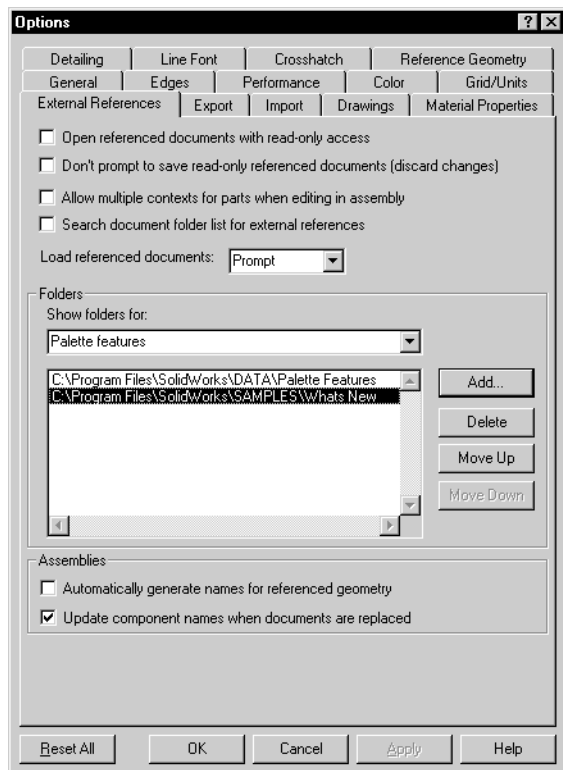 Options
Detailing Line Font Crosshatch Reference Geometry
General Edges Performance Color Grid/Units
External References Export Import Drawings Material Properties
Open referenced documents with read-only access
Don't prompt to save read-only referenced documents (discard changes)
Allow multiple contexts for parts when editing in assembly
Search document folder list for external references
Load referenced documents: Prompt
Folders
Show folders for:
Palette features
C:\Program Files\SolidWorks\DATA\Palette Features
C:\Program Files\SolidWorks\SAMPLES\Whats New
Add...
Delete
Move Up
Move Down
Assemblies
Automatically generate names for referenced geometry
Update component names when documents are replaced
Reset All OK Cancel Apply Help